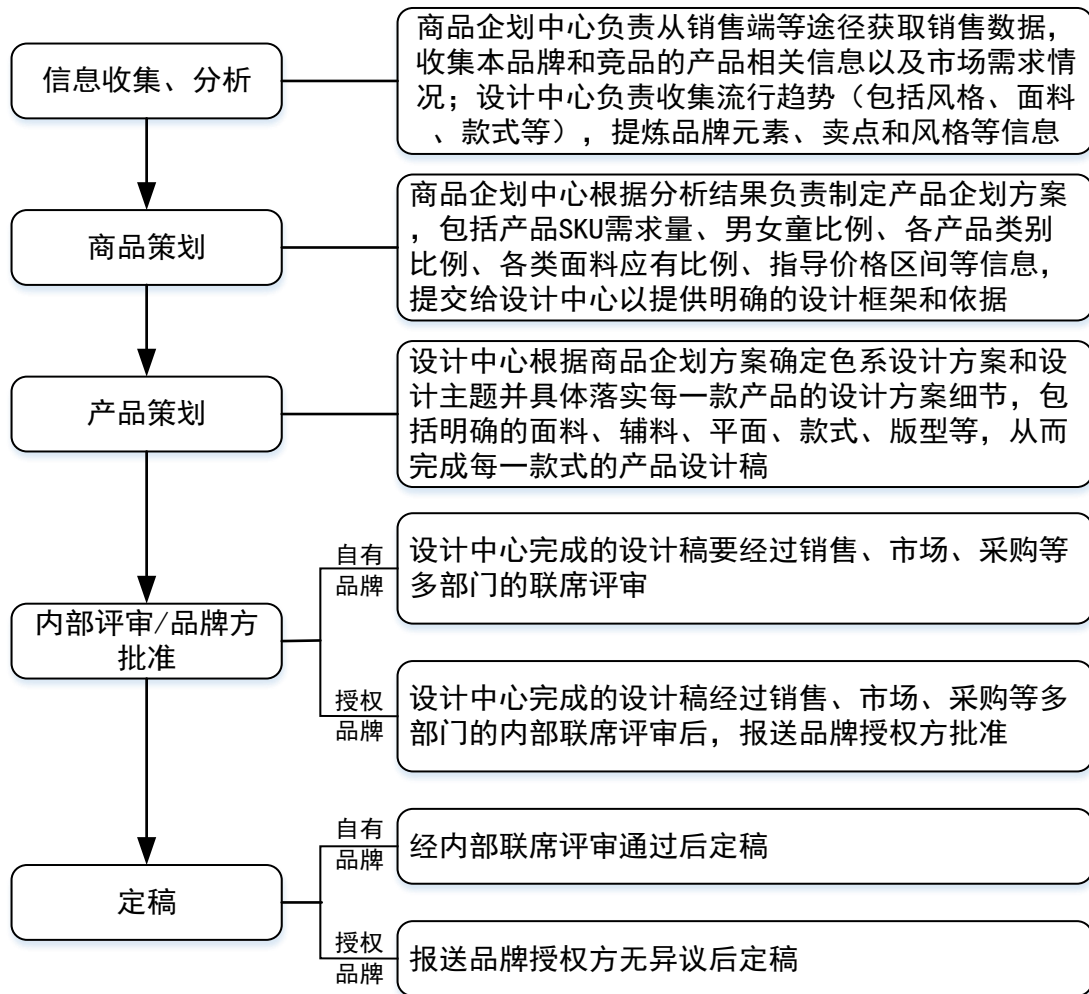 信息收集、分析
商品企划中心负责从销售端等途径获取销售数据，
收集本品牌和竞品的产品相关信息以及市场需求情
况；设计中心负责收集流行趋势（包括风格、面料
、款式等），提炼品牌元素、卖点和风格等信息
商品策划
商品企划中心根据分析结果负责制定产品企划方案
，包括产品SKU需求量、男女童比例、各产品类别
比例、各类面料应有比例、指导价格区间等信息，
提交给设计中心以提供明确的设计框架和依据
产品策划
设计中心根据商品企划方案确定色系设计方案和设
计主题并具体落实每一款产品的设计方案细节，包
括明确的面料、辅料、平面、款式、版型等，从而
完成每一款式的产品设计稿
内部评审/品牌方
批准
自有
品牌
设计中心完成的设计稿要经过销售、市场、采购等
多部门的联席评审
授权
品牌
设计中心完成的设计稿经过销售、市场、采购等多
部门的内部联席评审后，报送品牌授权方批准
定稿
自有
品牌
经内部联席评审通过后定稿
授权
品牌
报送品牌授权方无异议后定稿